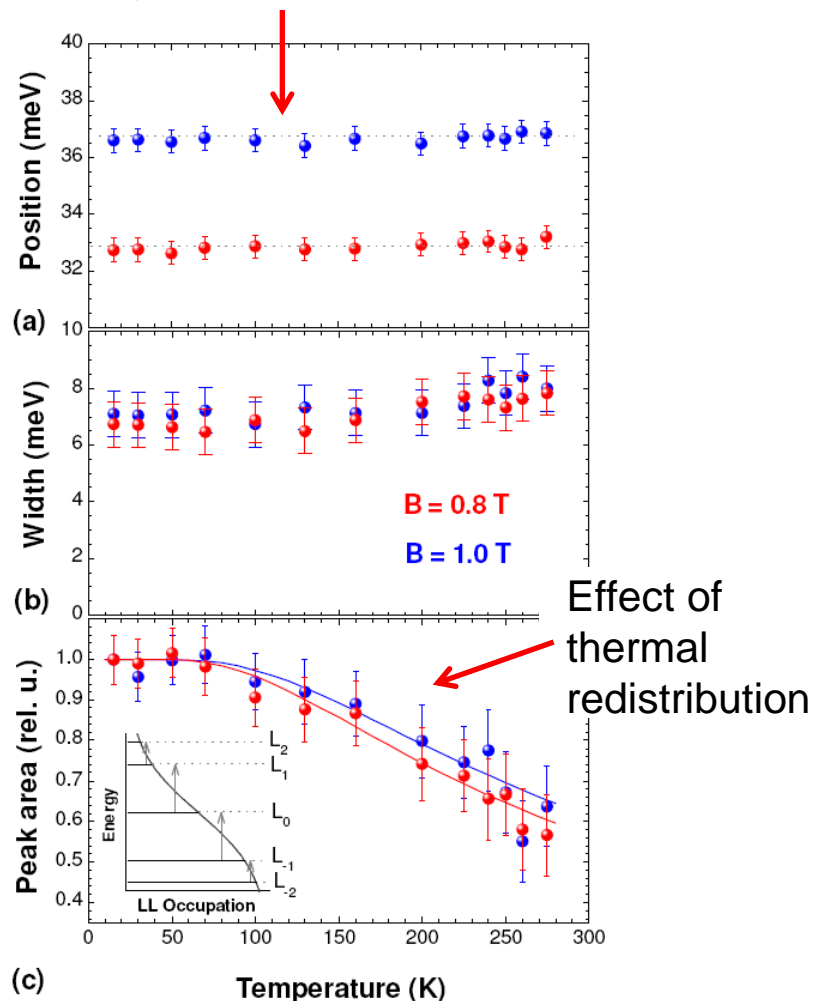 40
38
36
34
32
10
Position (meV)
(a)
8
6
4
2
0
Width (meV)
B = 0.8 T
B = 1.0 T
(b)
Effect of
thermal
redistribution
1.0
0.9
0.8
0.7
0.6
0.5
0.4
Peak area (rel. u.)
L2
L1
L0
L-1
L-2
Energy
LL Occupation
0 50 100 150 200 250 300
(c)
Temperature (K)